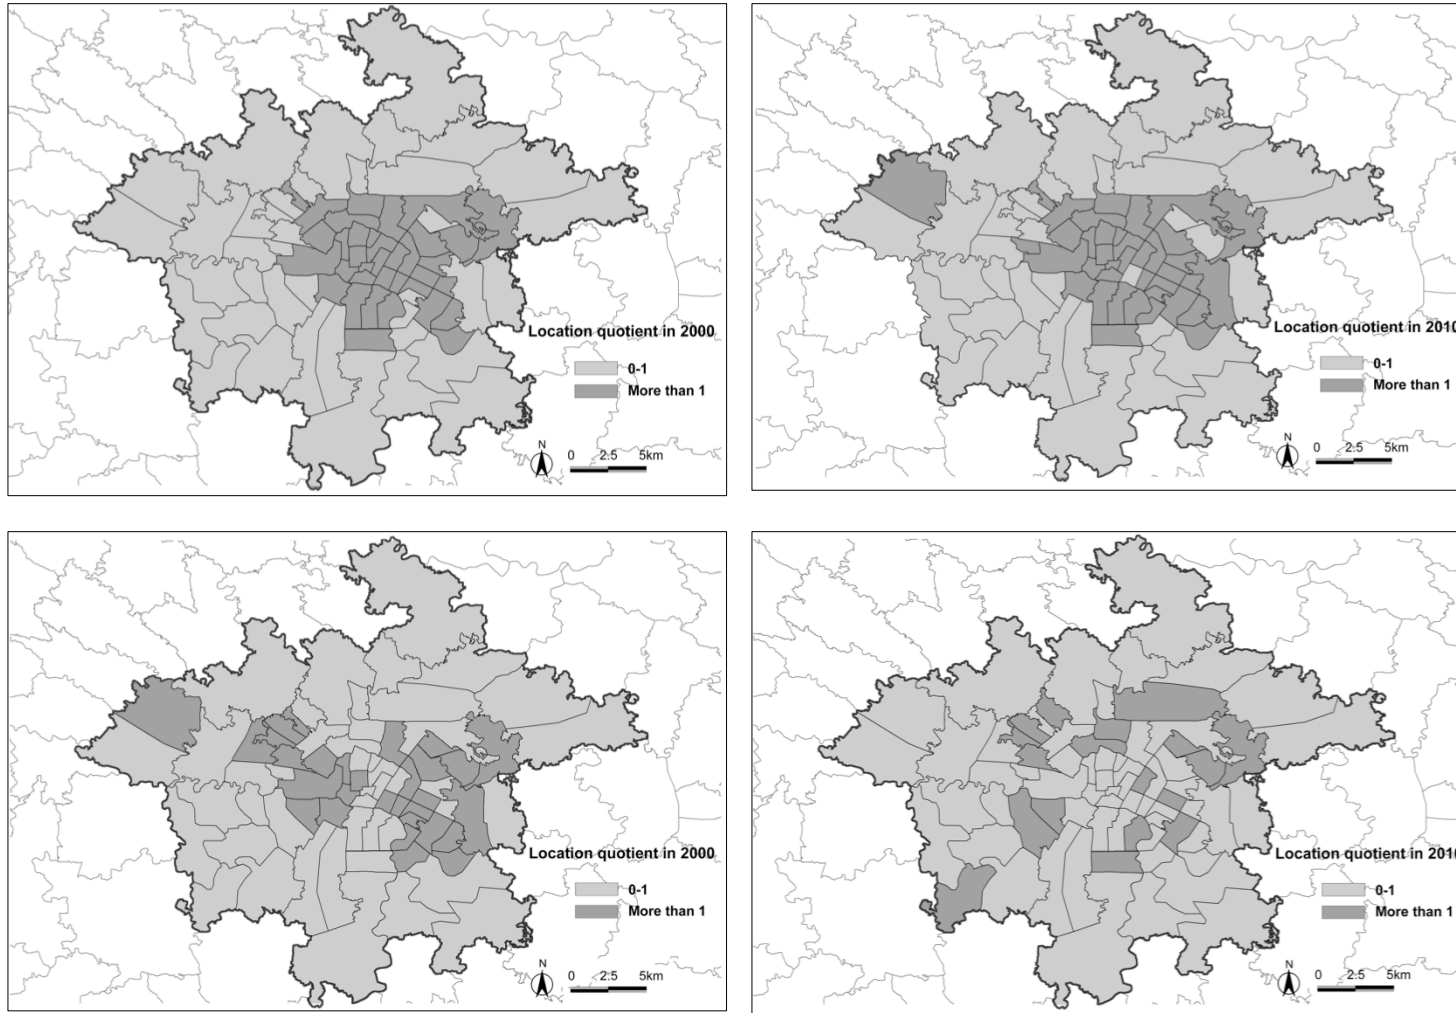 Location quotient in 2000
0-1
More than 1
N
0 2.5 5km
Location quotient in 2010
0-1
More than 1
N
0 2.5 5km
Location quotient in 2000
0-1
More than 1
N
0 2.5 5km
Location quotient in 2010
0-1
More than 1
N
0 2.5 5km